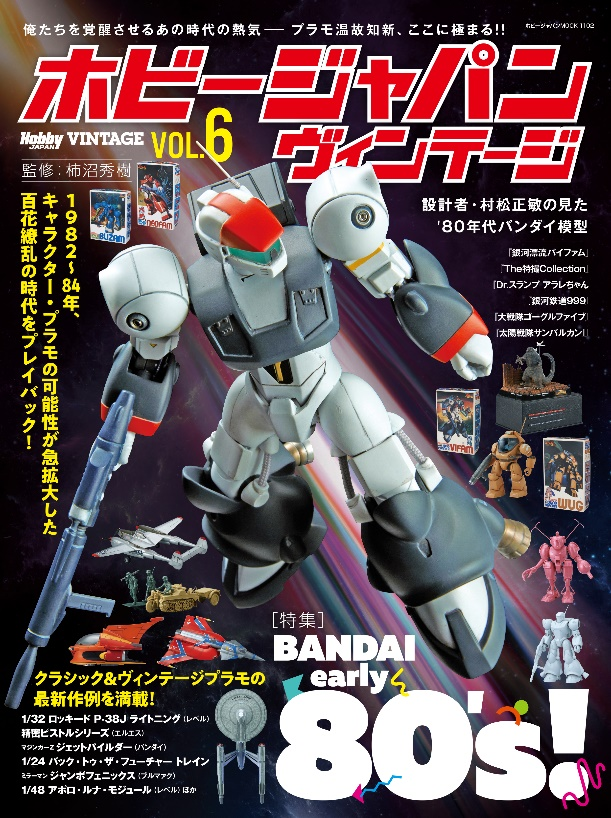 俺たちを覚醒させるあの時代の熱気── プラモ温故知新、ここに極まる!!
ホビージャパンMOOK 1102
ホビージャパン
ヴィンテージ
Hobby JAPAN VINTAGE VOL.6
監修：柿沼秀樹
設計者・村松正敏の見た
'80年代バンダイ模型
『銀河漂流バイファム』
『The特撮Collection』
『Dr.スランプ アラレちゃん』
『銀河鉄道999』
『大戦隊ゴーグルファイブ』
『太陽戦隊サンバルカン』
1982〜84年、
キャラクター・プラモの可能性が急拡大した
百花繚乱の時代をプレイバック！
BLIZAM
NEOFAM
VIFAM
WUG
［特集］
BANDAI
early
80's!
クラシック&ヴィンテージプラモの
最新作例を満載！
1/32 ロッキード P-38J ライトニング（レベル）
精密ピストルシリーズ（エルエス）
マジンガーZ ジェットパイルダー（バンダイ）
1/24 バック・トゥ・ザ・フューチャー トレイン
ミラーマン ジャンボフェニックス（ブルマァク）
1/48 アポロ・ルナ・モジュール（レベル）ほか